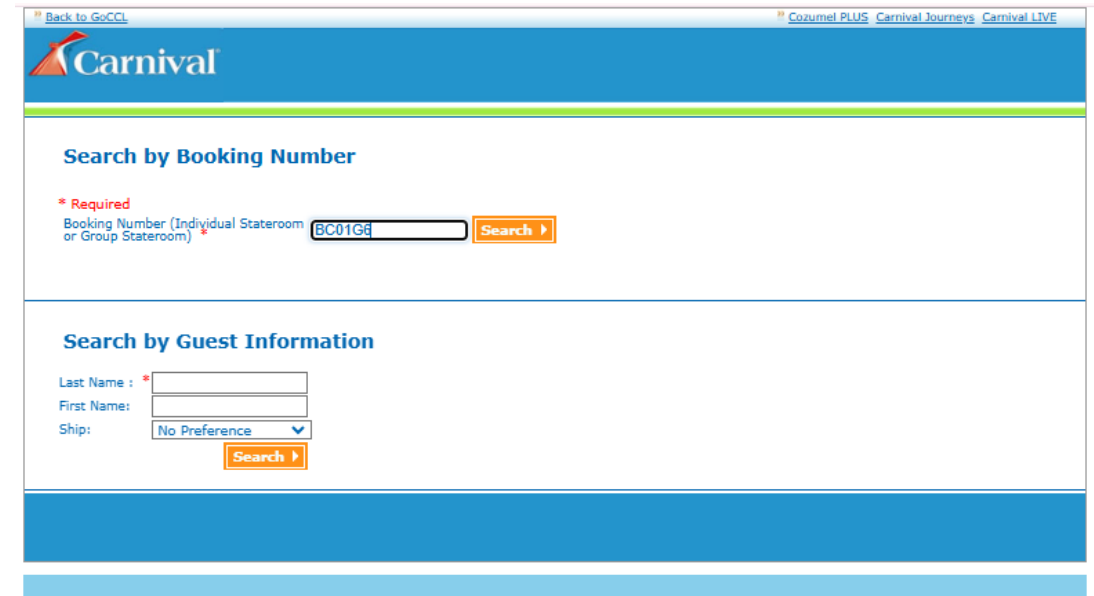 Back to GoCCL Cozumel PLUS Carnival Journeys Carnival LIVE
Carnival
Search by Booking Number
* Required
Booking Number (Individual Stateroom
or Group Stateroom) * BC01G6 Search
Search by Guest Information
Last Name : *
First Name:
Ship: No Preference
Search